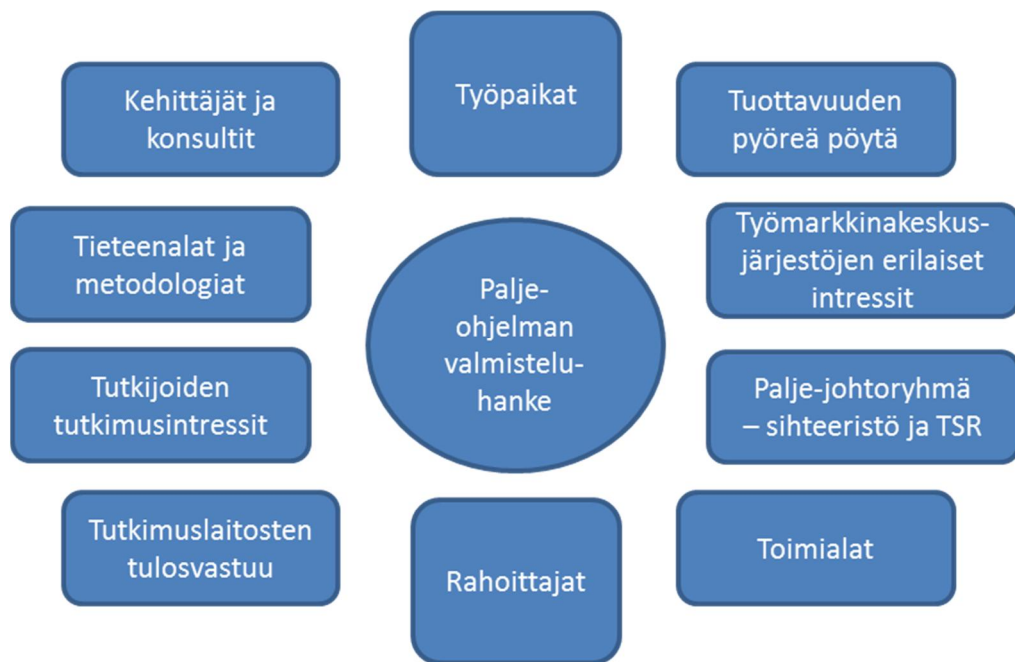 Työpaikat
Kehittäjät ja
konsultit
Tuottavuuden
pyöreä pöytä
Tieteenalat ja
metodologiat
Työmarkkinakeskus-
järjestöjen erilaiset
intressit
Palje-
ohjelman
valmistelu-
hanke
Tutkijoiden
tutkimusintressit
Palje-johtoryhmä
– sihteeristö ja TSR
Tutkimuslaitosten
tulosvastuu
Rahoittajat
Toimialat